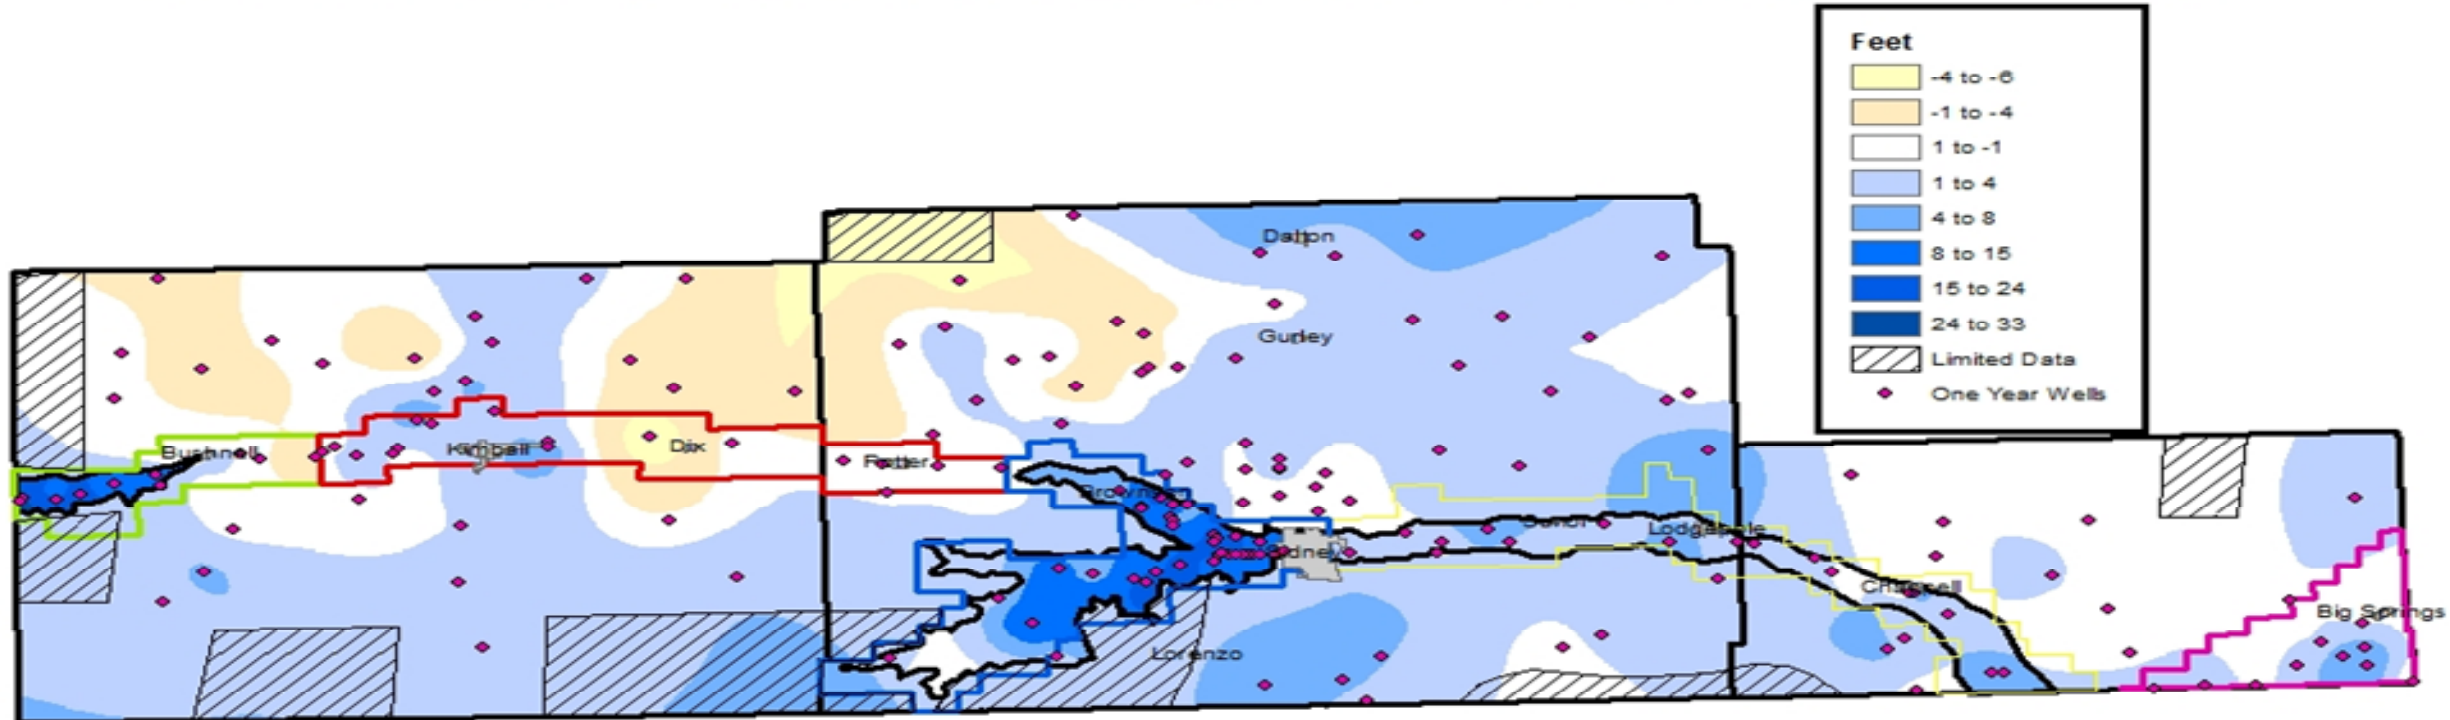 Feet
-4 to -6
-1 to -4
1 to -1
1 to 4
4 to 8
8 to 15
15 to 24
24 to 33
Limited Data
One Year Wells
Dalton
Gurley
Bushnell
Kimball
Dix
Potter
Lodgepole
Sidney
Chappell
Big Springs
Lorenzo